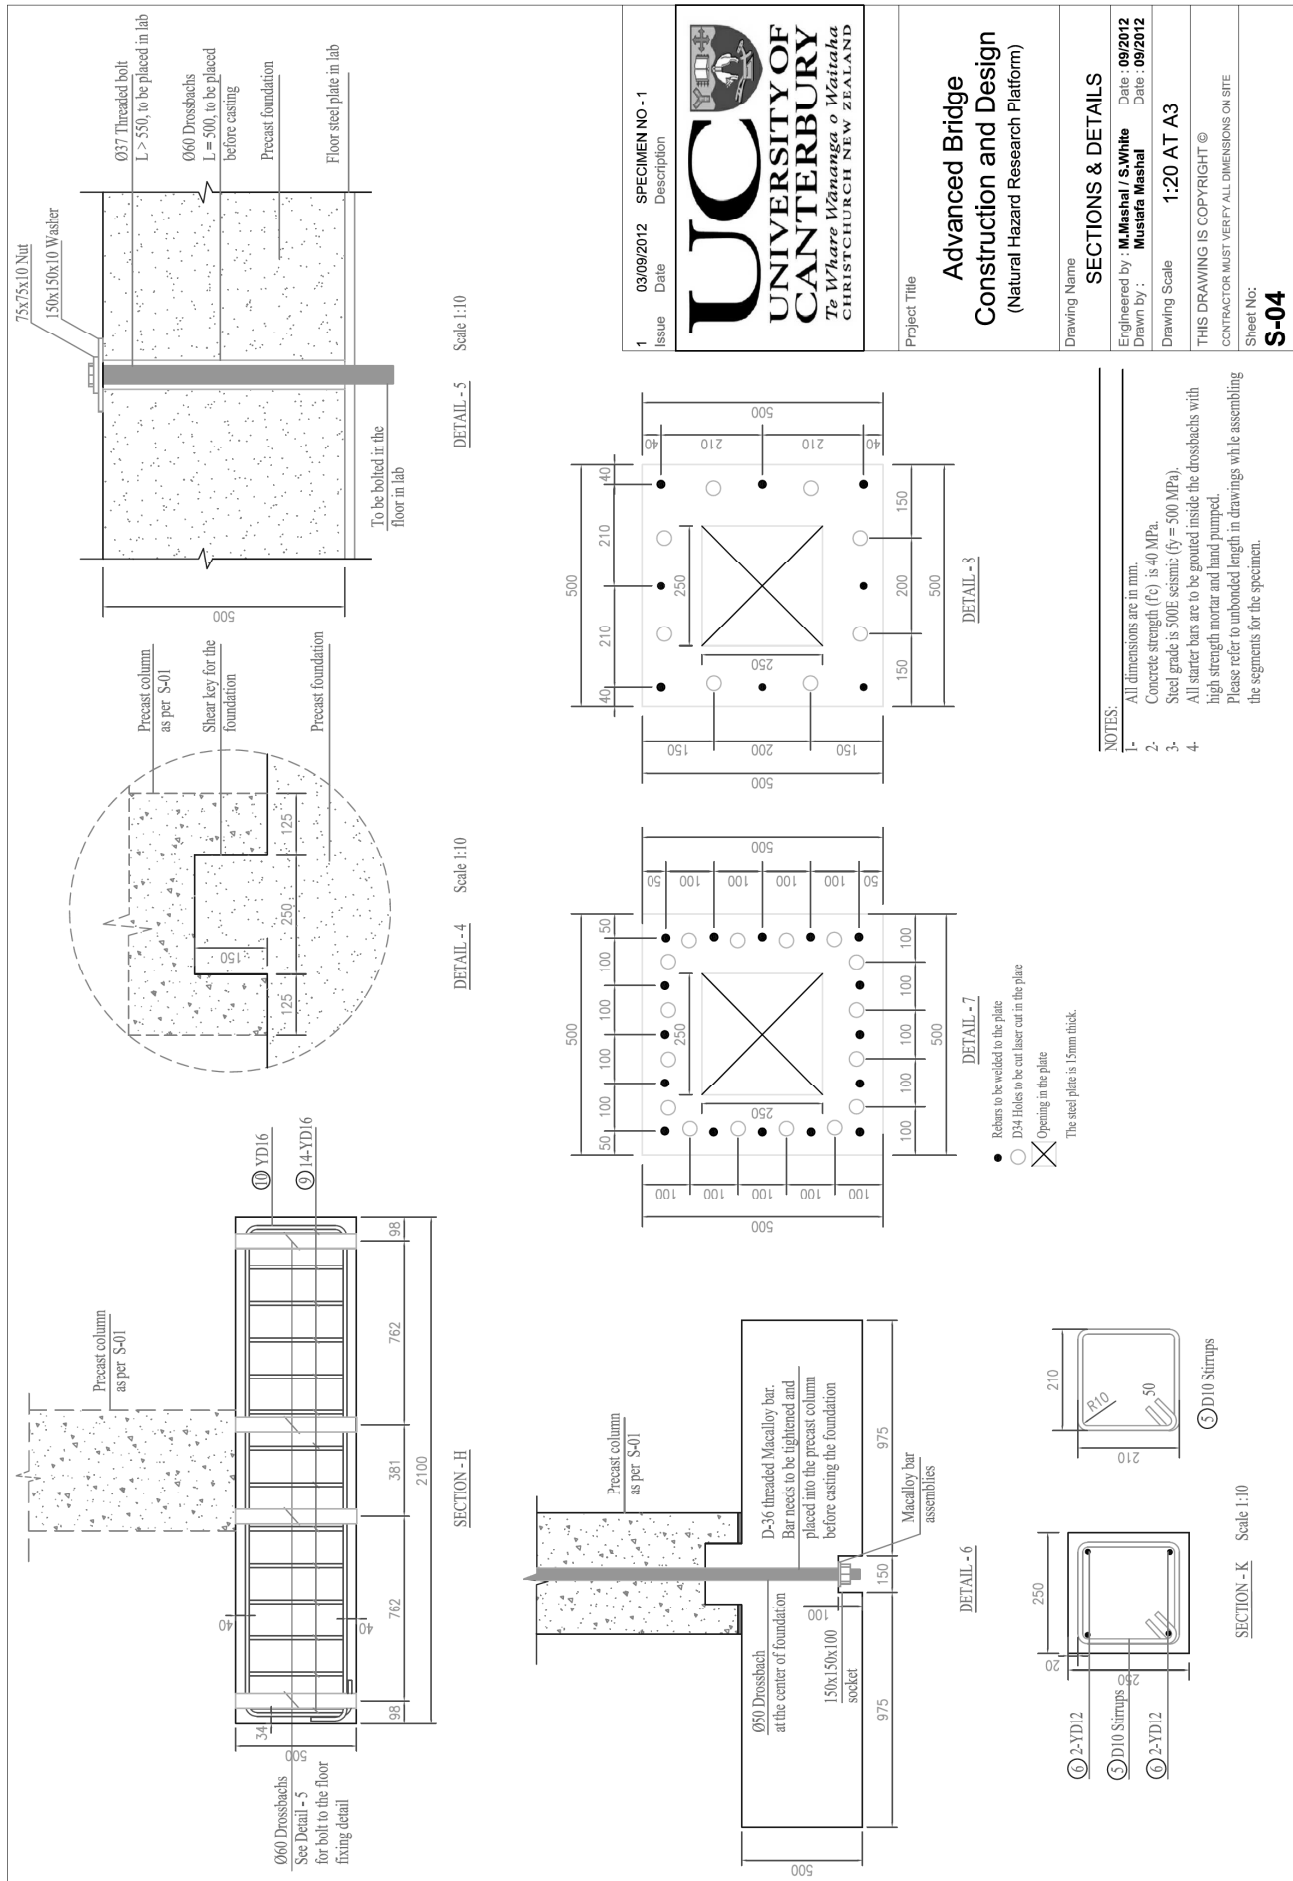 Precast column
as per S-01
40
40
34
500
98
762
381
762
98
2100
⑩ YD16
⑨ 14-YD16
Ø60 Drossbachs
See Detail - 5
for bolt to the floor
fixing detail
SECTION - H
Precast column
as per S-01
Shear key for the
foundation
Precast foundation
150
125
250
125
DETAIL - 4
Scale 1:10
75x75x10 Nut
150x150x10 Washer
Ø37 Threaded bolt
L > 550, to be placed in lab
Ø60 Drossbachs
L = 500, to be placed
before casting
Precast foundation
Floor steel plate in lab
500
To be bolted in the
floor in lab
DETAIL - 5
Scale 1:10
Precast column
as per S-01
D-36 threaded Macalloy bar.
Bar needs to be tightened and
placed into the precast column
before casting the foundation
Ø50 Drossbach
at the center of foundation
150x150x100
socket
Macalloy bar
assemblies
100
500
975
150
975
DETAIL - 6
500
50
100
100
100
100
50
500
50
100
100
100
100
50
250
250
500
100
100
100
100
100
100
100
100
100
100
500
500
DETAIL - 7
Rebars to be welded to the plate
D34 Holes to be cut laser cut in the plate
Opening in the plate
The steel plate is 15mm thick.
500
40
210
210
40
500
40
210
210
40
250
250
500
150
200
150
150
200
150
500
DETAIL - 3
250
20
250
⑥ 2-YD12
⑤ D10 Stirrups
⑥ 2-YD12
SECTION - K
Scale 1:10
210
R10
50
210
⑤ D10 Stirrups
NOTES:
1- All dimensions are in mm.
2- Concrete strength (f'c) is 40 MPa.
3- Steel grade is 500E seismic (fy = 500 MPa).
4- All starter bars are to be grouted inside the drossbachs with
high strength mortar and hand pumped.
Please refer to unbonded length in drawings while assembling
the segments for the specimen.
1 03/09/2012 SPECIMEN NO - 1
Issue Date Description
UC
UNIVERSITY OF
CANTERBURY
Te Whare Wānanga o Waitaha
CHRISTCHURCH NEW ZEALAND
Project Title
Advanced Bridge
Construction and Design
(Natural Hazard Research Platform)
Drawing Name
SECTIONS & DETAILS
Engineered by : M.Mashal / S.White Date : 09/2012
Drawn by : Mustafa Mashal Date : 09/2012
Drawing Scale 1:20 AT A3
THIS DRAWING IS COPYRIGHT ©
CONTRACTOR MUST VERIFY ALL DIMENSIONS ON SITE
Sheet No:
S-04